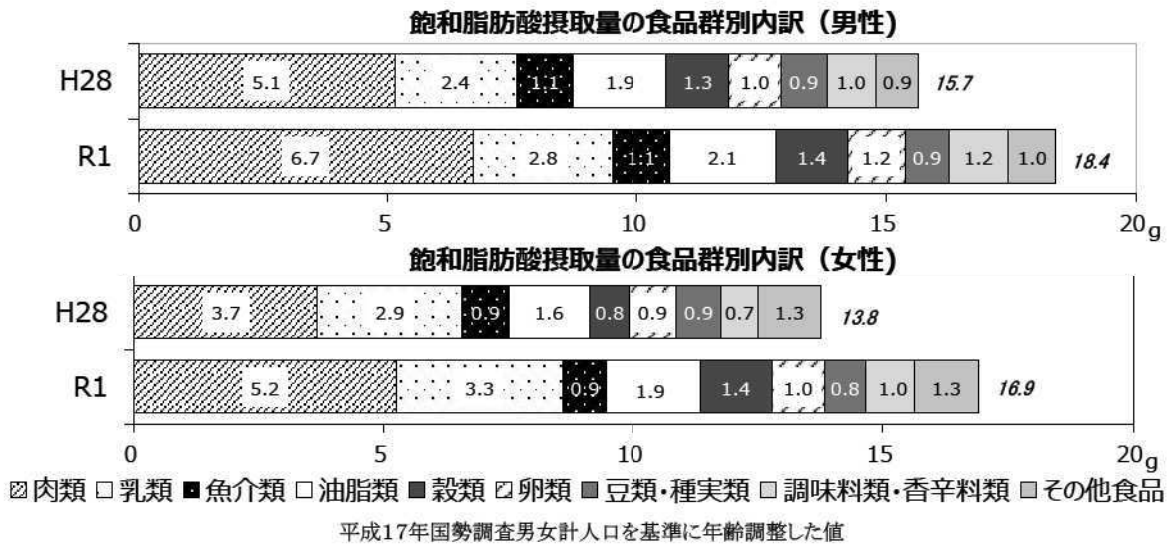 飽和脂肪酸摂取量の食品群別内訳（男性)
H28 5.1 2.4 1.1 1.9 1.3 1.0 0.9 1.0 0.9 15.7
R1 6.7 2.8 1.1 2.1 1.4 1.2 0.9 1.2 1.0 18.4
0 5 10 15 20g
飽和脂肪酸摂取量の食品群別内訳（女性)
H28 3.7 2.9 0.9 1.6 0.8 0.9 0.9 0.7 1.3 13.8
R1 5.2 3.3 0.9 1.9 1.4 1.0 0.8 1.0 1.3 16.9
0 5 10 15 20g
肉類 乳類 魚介類 油脂類 穀類 卵類 豆類・種実類 調味料類・香辛料類 その他食品
平成17年国勢調査男女計人口を基準に年齢調整した値